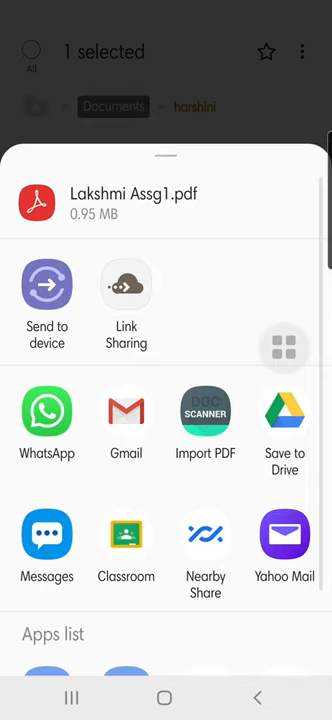 1 selected
All
Documents
harshini
Lakshmi Assg1.pdf
0.95 MB
Send to
device
Link
Sharing
DOC
SCANNER
WhatsApp
Gmail
Import PDF
Save to
Drive
Messages
Classroom
Nearby
Share
Yahoo Mail
Apps list